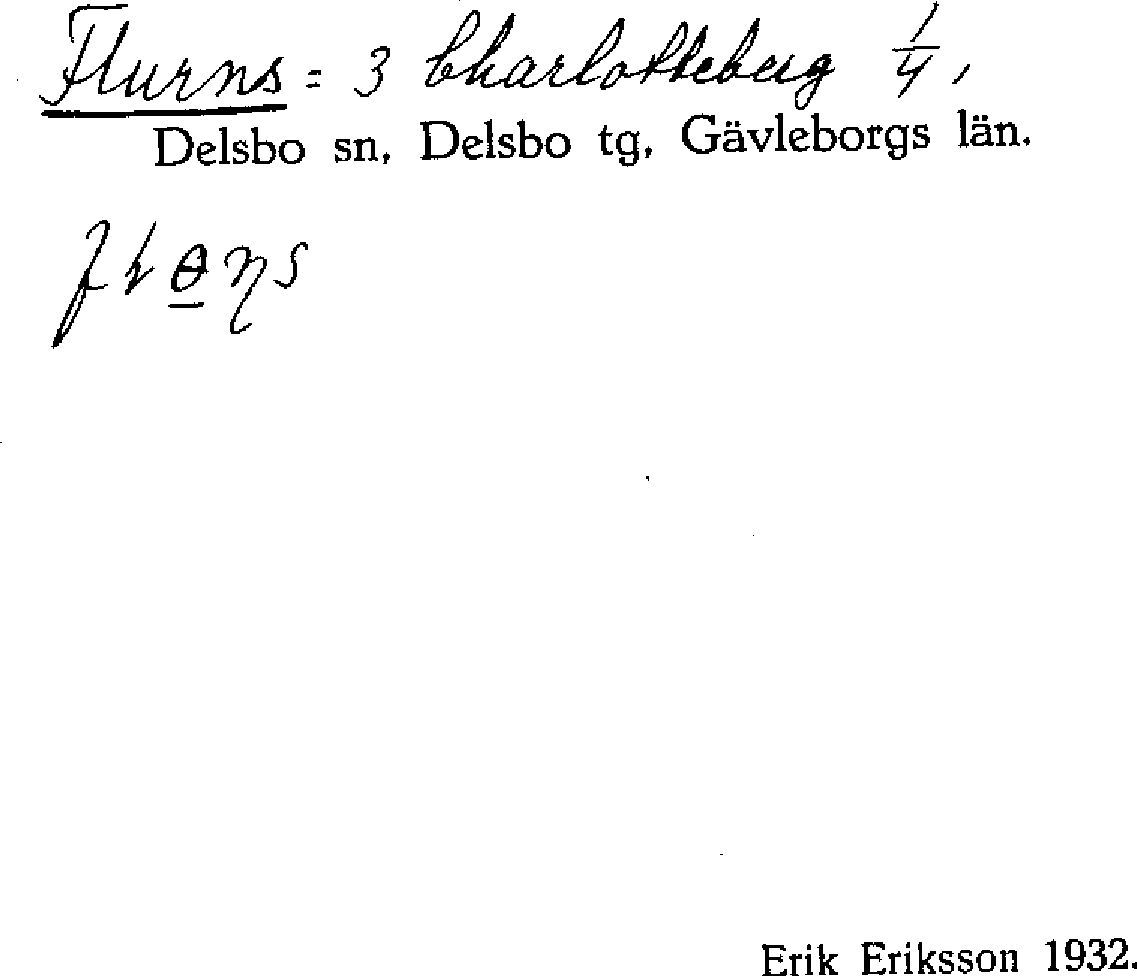 Flurns = 3 Charlotteberg 1/4,
Delsbo sn, Delsbo tg, Gävleborgs län.
Erik Eriksson 1932.